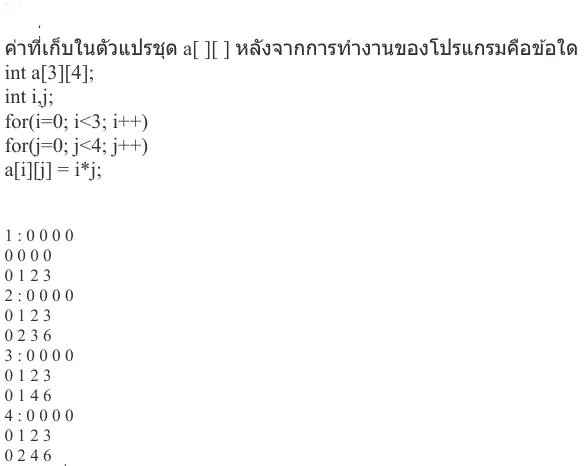 ค่าที่เก็บในตัวแปรชุด a[ ][ ] หลังจากการทำงานของโปรแกรมคือข้อใด
int a[3][4];
int i,j;
for(i=0; i<3; i++)
for(j=0; j<4; j++)
a[i][j] = i*j;
1 : 0 0 0 0
0 0 0 0
0 1 2 3
2 : 0 0 0 0
0 1 2 3
0 2 3 6
3 : 0 0 0 0
0 1 2 3
0 1 4 6
4 : 0 0 0 0
0 1 2 3
0 2 4 6